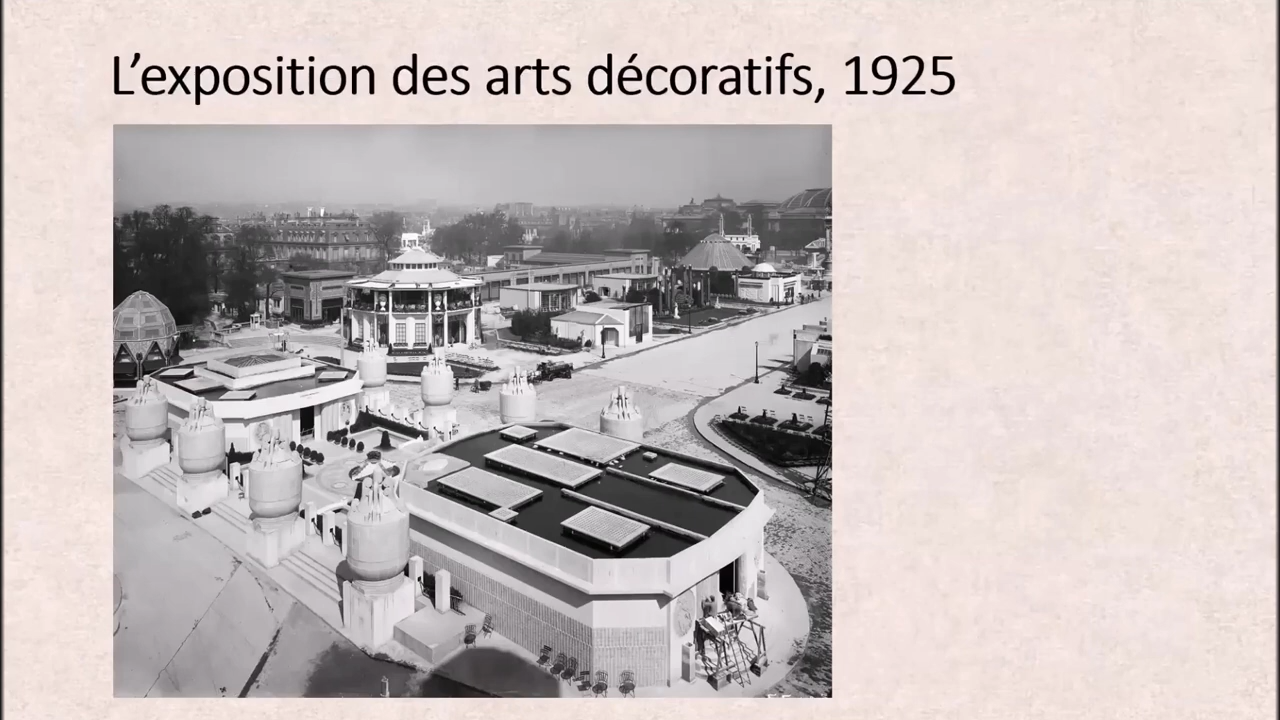 L’exposition des arts décoratifs, 1925